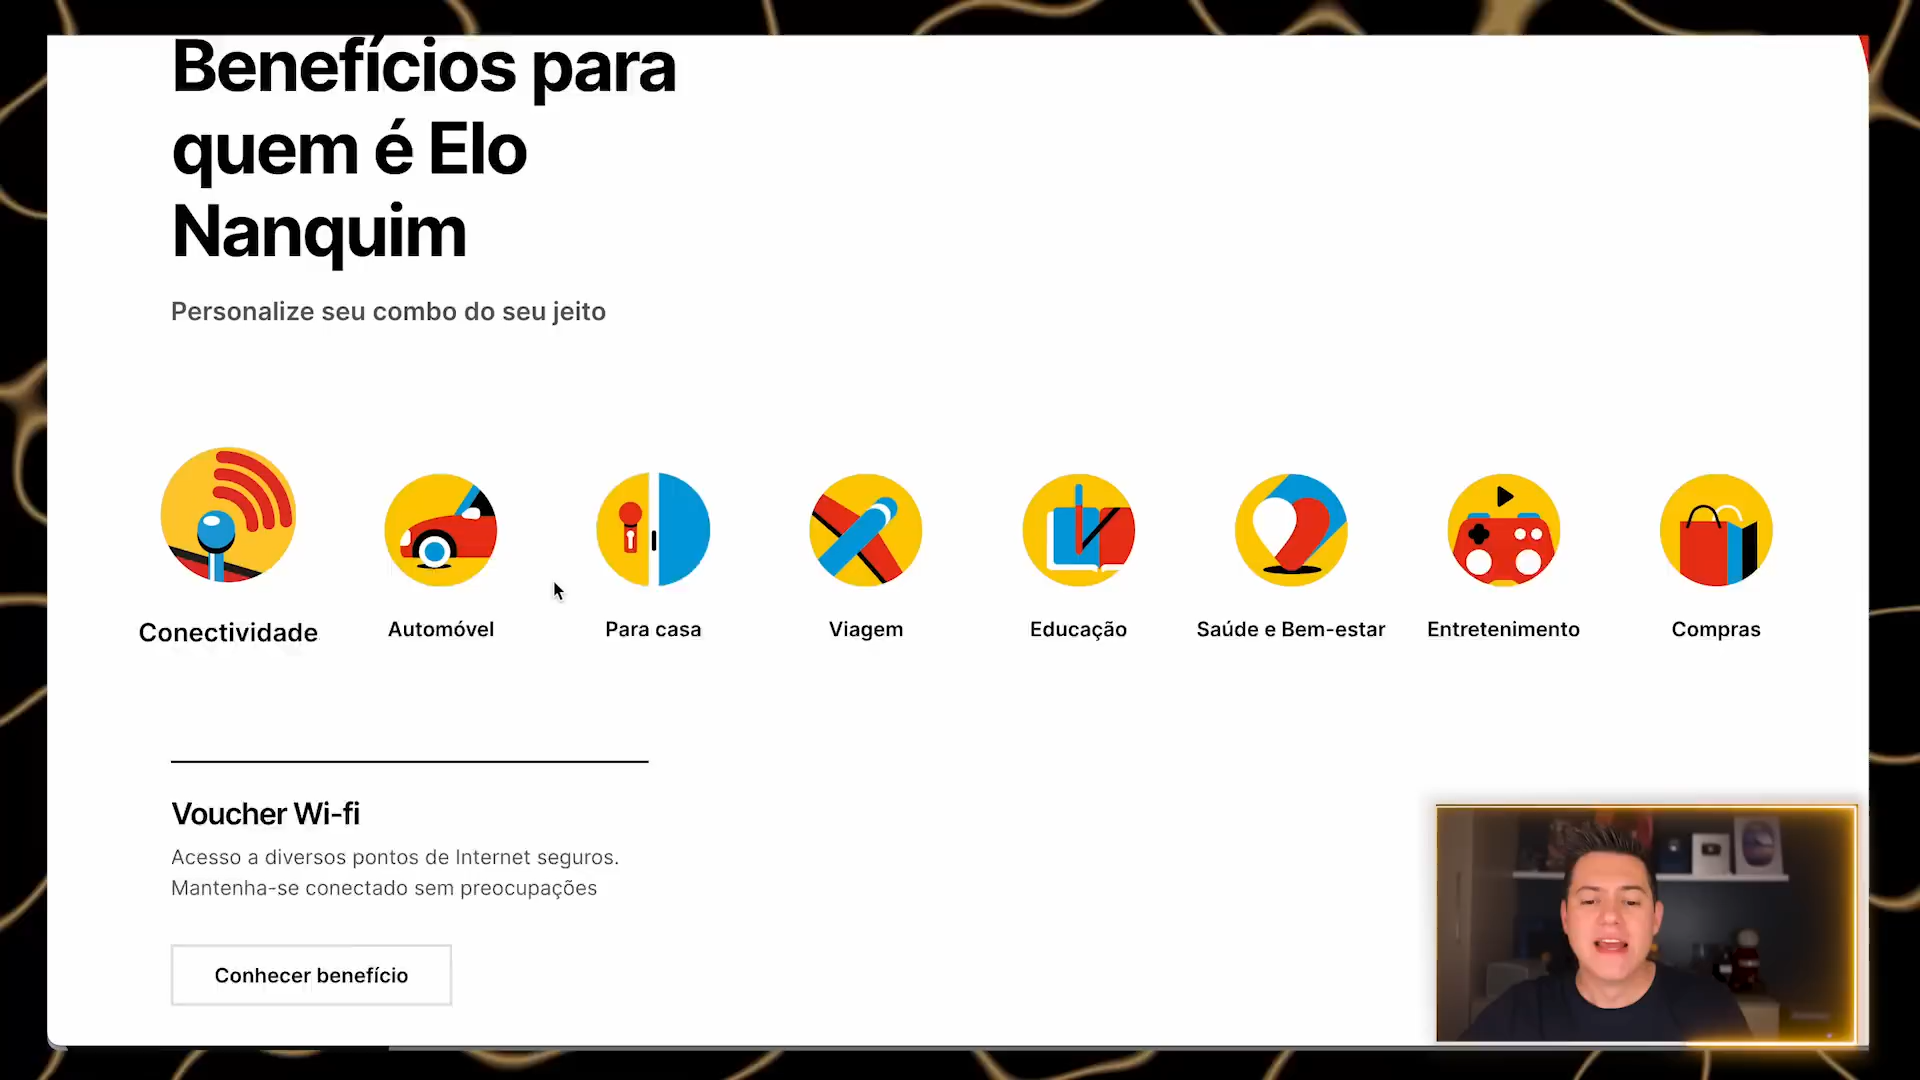 Benefícios para
quem é Elo
Nanquim
Personalize seu combo do seu jeito
Conectividade
Automóvel
Para casa
Viagem
Educação
Saúde e Bem-estar
Entretenimento
Compras
Voucher Wi-fi
Acesso a diversos pontos de Internet seguros.
Mantenha-se conectado sem preocupações
Conhecer benefício